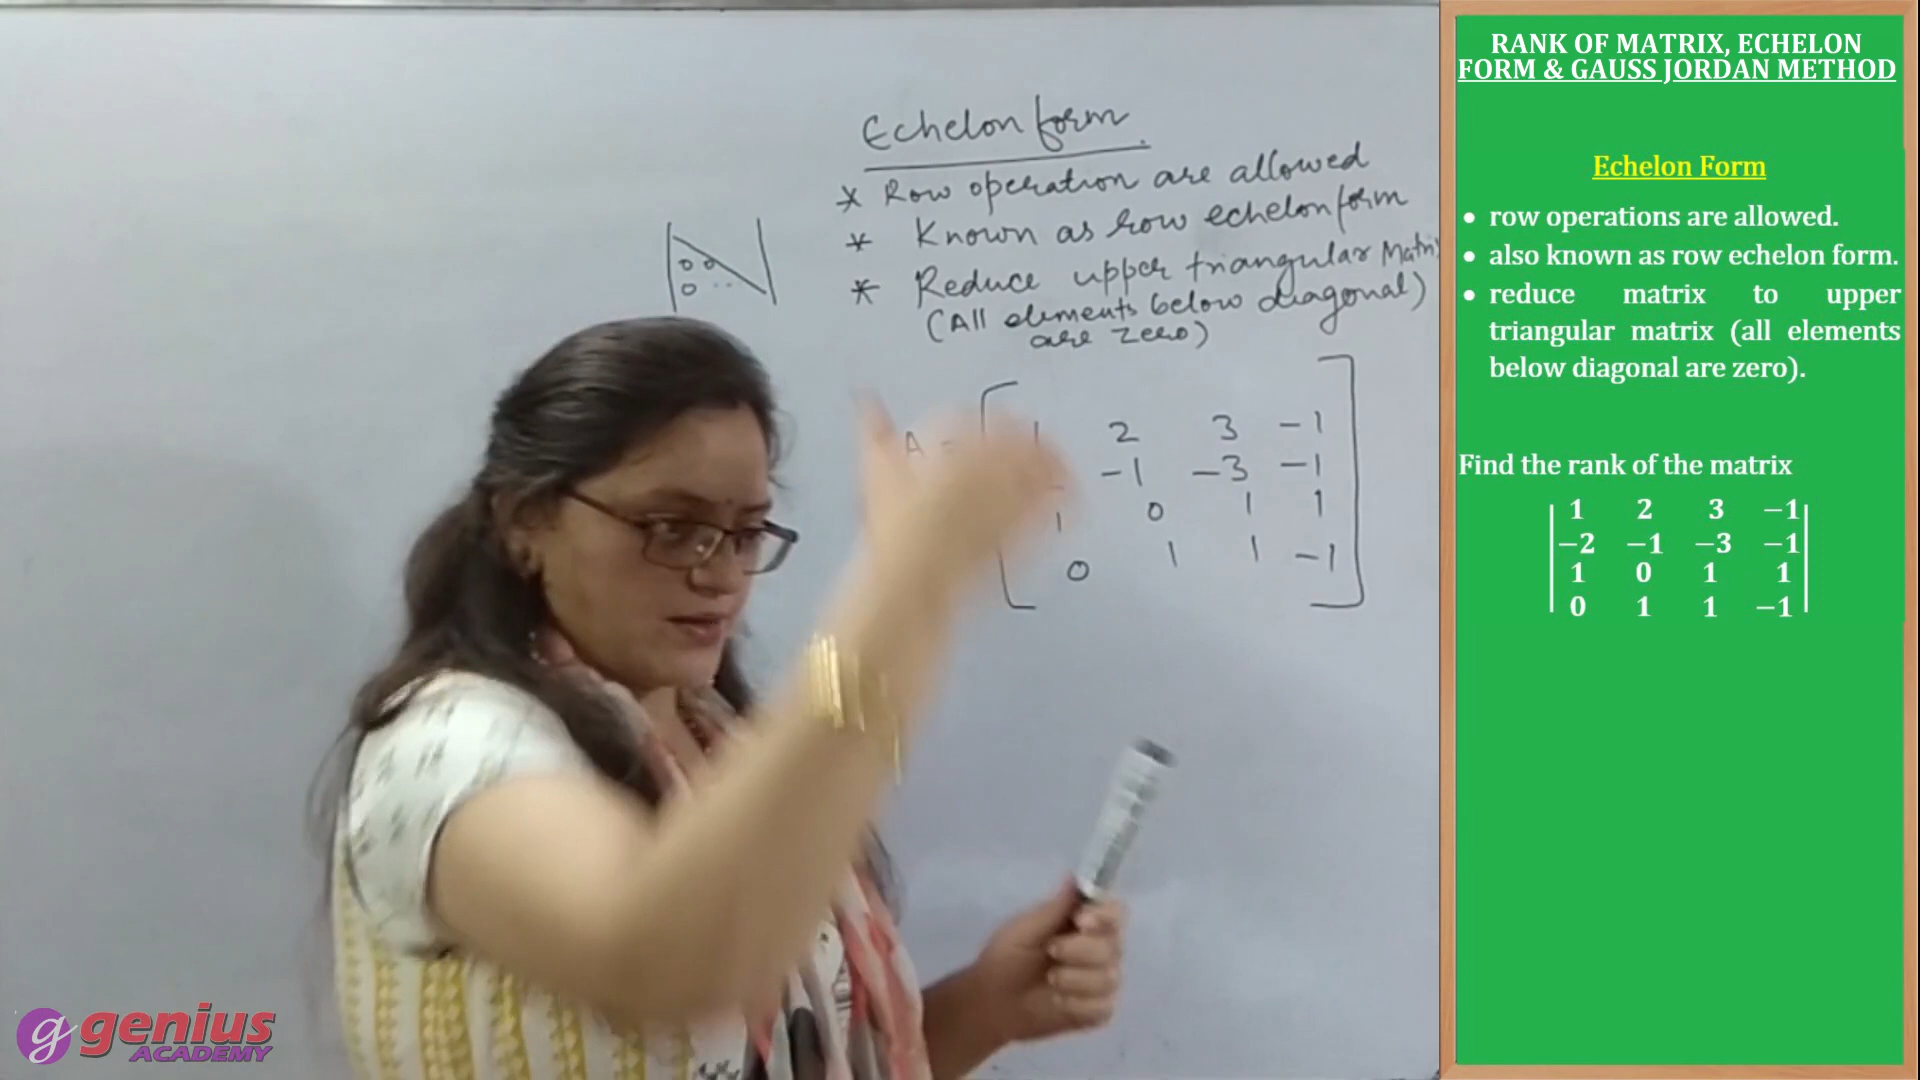 Echelon form
* Row operation are allowed
* Known as row echelon form
* Reduce upper triangular Matri
(All elements below diagonal)
are zero)
A =
1 2 3 -1
-1 -3 -1
1 0 1 1
0 1 1 -1
RANK OF MATRIX, ECHELON
FORM & GAUSS JORDAN METHOD
Echelon Form
• row operations are allowed.
• also known as row echelon form.
• reduce matrix to upper
triangular matrix (all elements
below diagonal are zero).
Find the rank of the matrix
1 2 3 −1
−2 −1 −3 −1
1 0 1 1
0 1 1 −1
g genius
ACADEMY